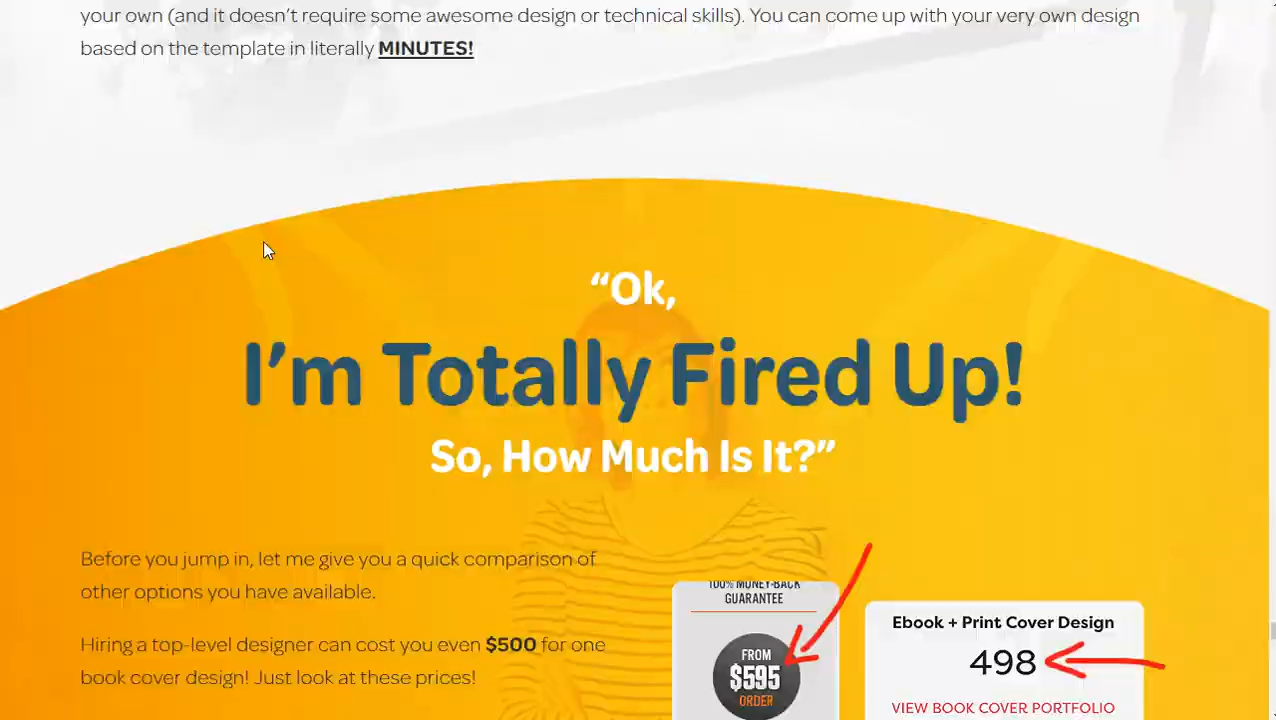 your own (and it doesn’t require some awesome design or technical skills). You can come up with your very own design
based on the template in literally MINUTES!
“Ok,
I’m Totally Fired Up!
So, How Much Is It?”
Before you jump in, let me give you a quick comparison of
other options you have available.
Hiring a top-level designer can cost you even $500 for one
book cover design! Just look at these prices!
100% MONEY-BACK
GUARANTEE
FROM
$595
ORDER
Ebook + Print Cover Design
498
VIEW BOOK COVER PORTFOLIO